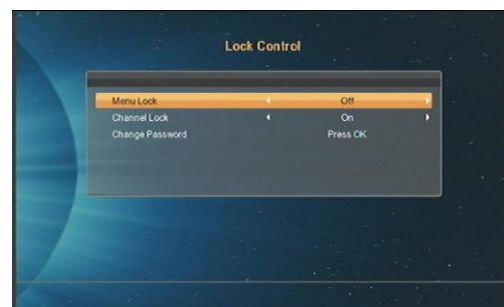 Lock Control
Menu Lock Off
Channel Lock On
Change Password Press OK